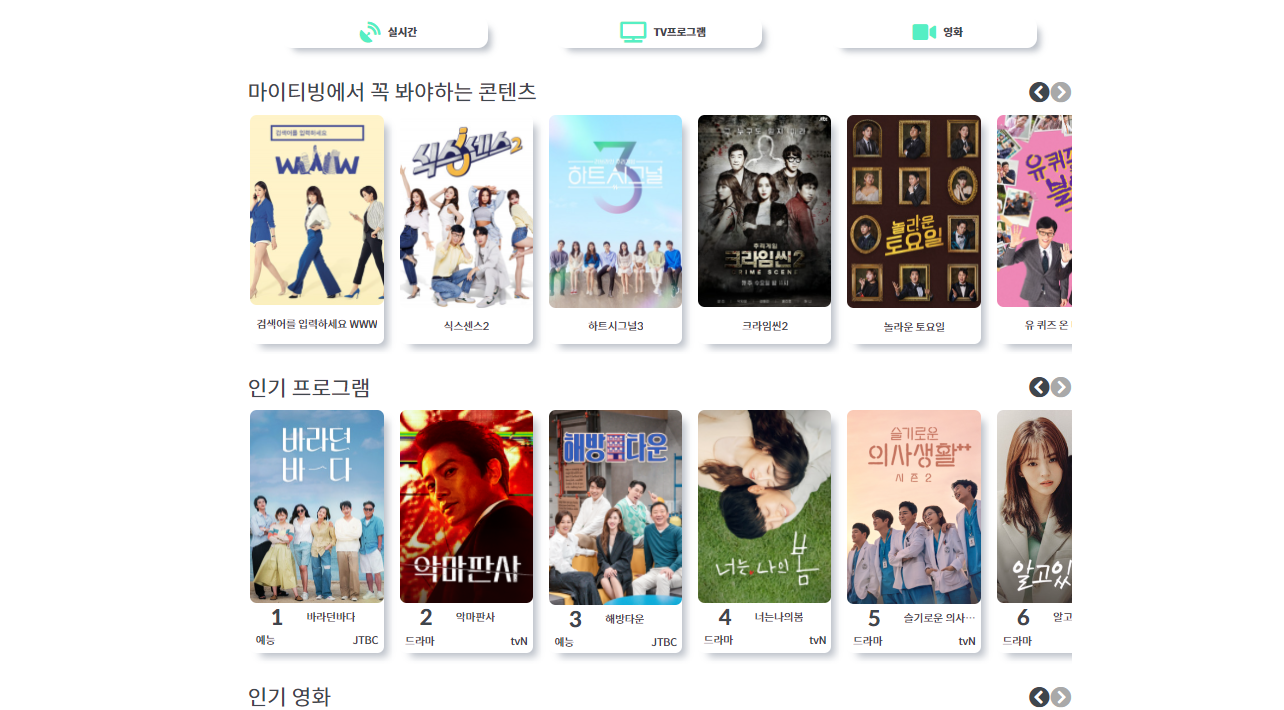 실시간
TV프로그램
영화
마이티빙에서 꼭 봐야하는 콘텐츠
검색어를 입력하세요
WWW
식스센스2
3
하트시그널
jtbc
추리게임
크라임씬2
CRIME SCENE
놀라운
토요일
유 퀴즈
검색어를 입력하세요 WWW
식스센스2
하트시그널3
크라임씬2
놀라운 토요일
유 퀴즈 온
인기 프로그램
바라던
바다
악마판사
해방타운
너는 나의 봄
슬기로운
의사생활
시즌 2
알고있
1 바라던바다
예능 JTBC
2 악마판사
드라마 tvN
3 해방타운
예능 JTBC
4 너는나의봄
드라마 tvN
5 슬기로운 의사…
드라마 tvN
6 알고
드라마
인기 영화